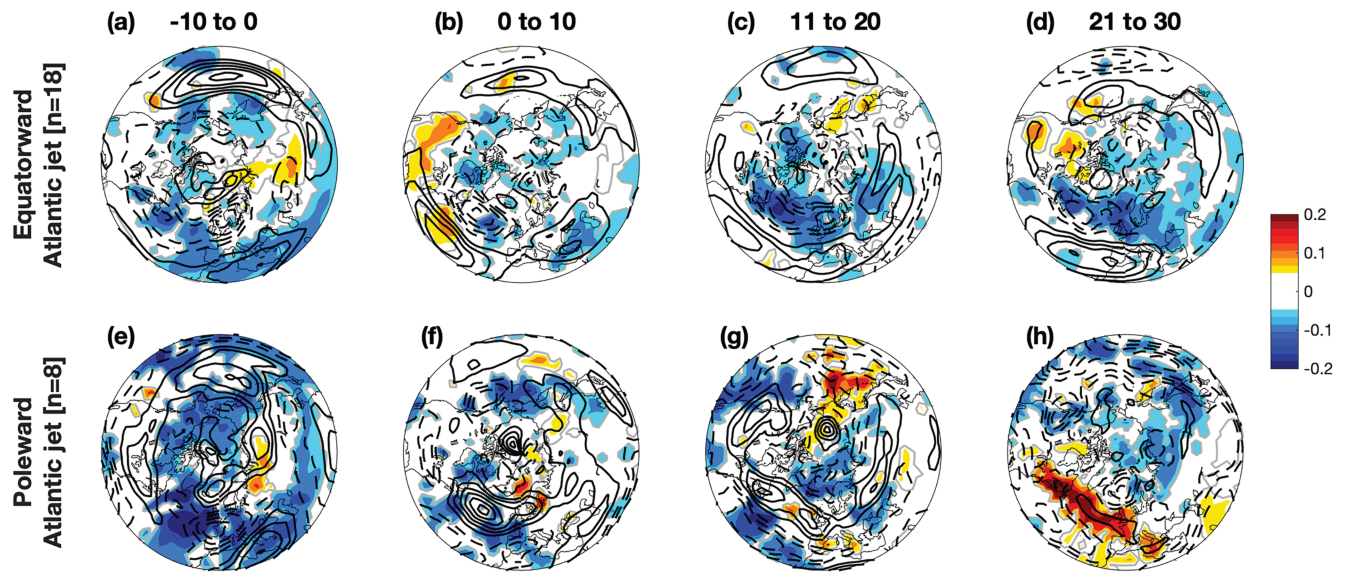 (a) -10 to 0
(b) 0 to 10
(c) 11 to 20
(d) 21 to 30
Equatorward
Atlantic jet [n=18]
0.2
0.1
0
-0.1
-0.2
(e)
(f)
(g)
(h)
Poleward
Atlantic jet [n=8]